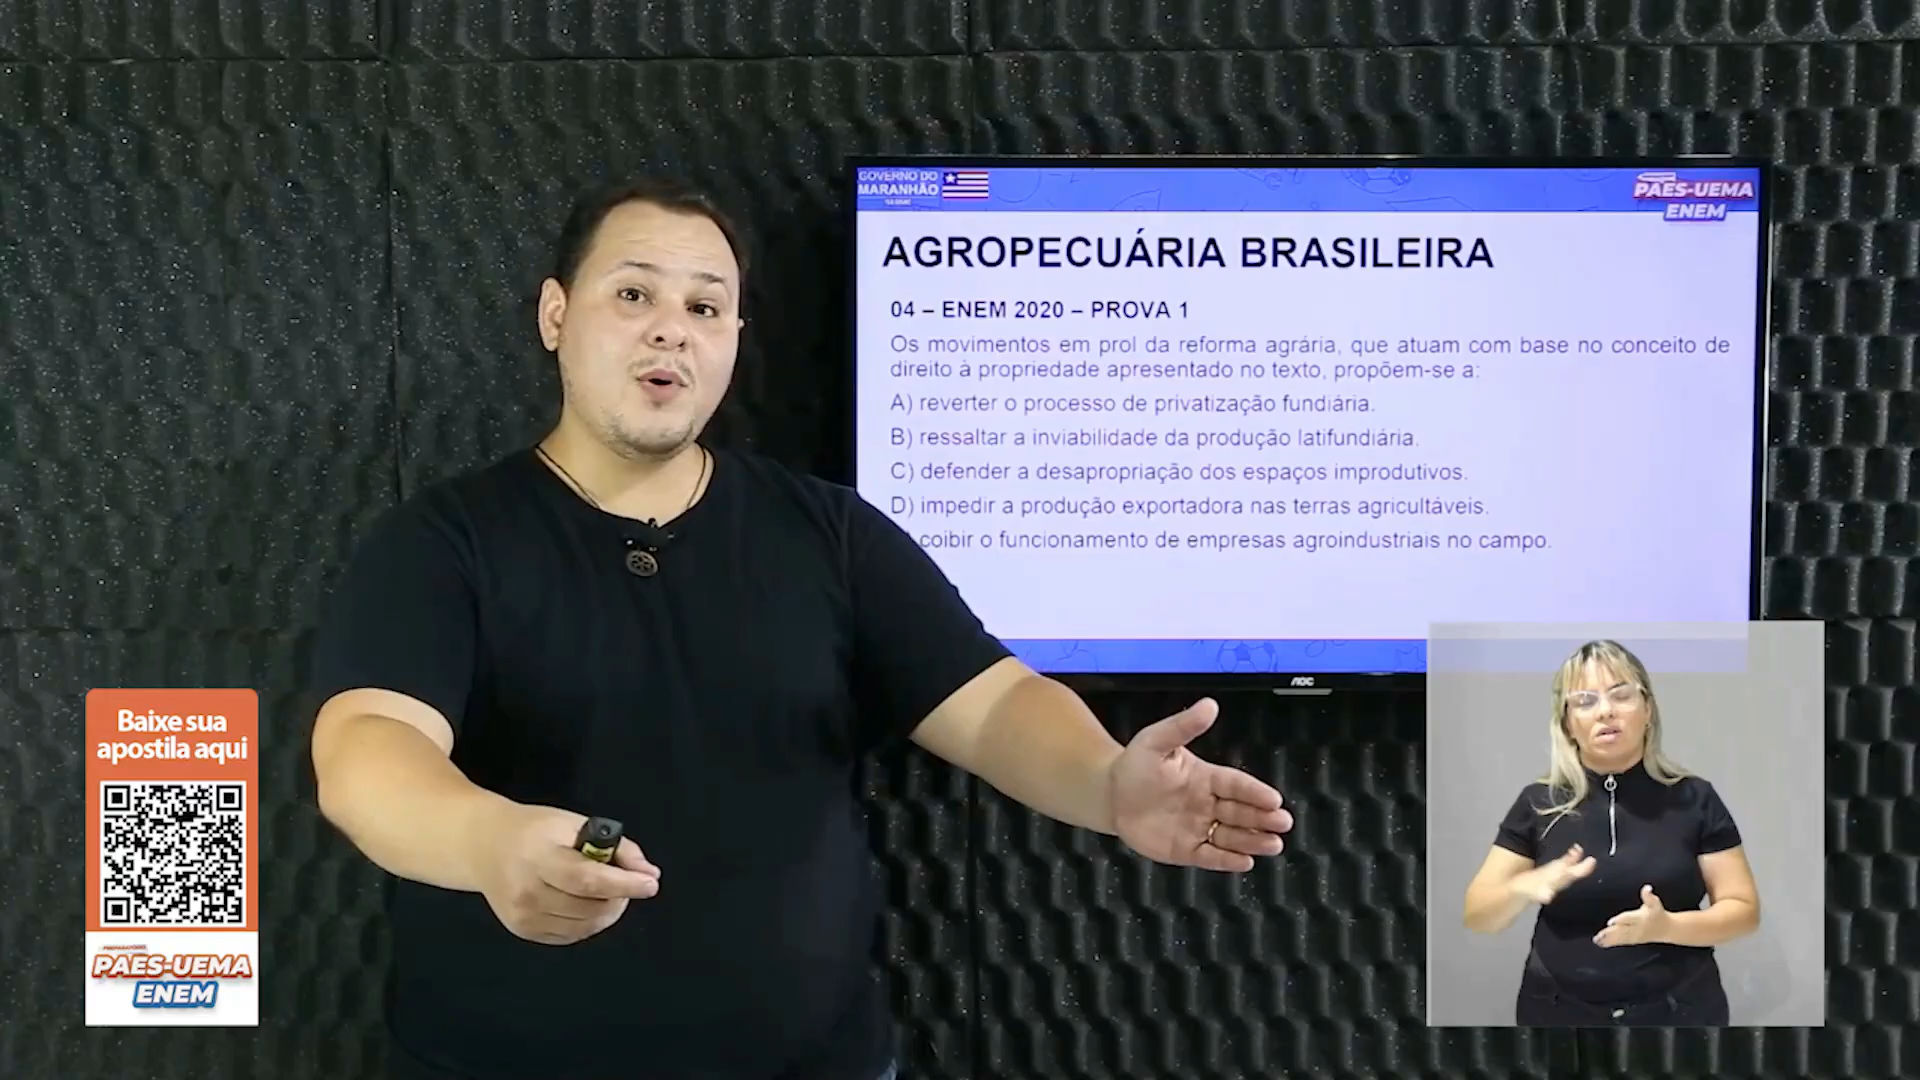 GOVERNO DO
MARANHÃO
PAES-UEMA
ENEM
AGROPECUÁRIA BRASILEIRA
04 – ENEM 2020 – PROVA 1
Os movimentos em prol da reforma agrária, que atuam com base no conceito de
direito à propriedade apresentado no texto, propõem-se a:
A) reverter o processo de privatização fundiária.
B) ressaltar a inviabilidade da produção latifundiária.
C) defender a desapropriação dos espaços improdutivos.
D) impedir a produção exportadora nas terras agricultáveis.
coibir o funcionamento de empresas agroindustriais no campo.
AOC
Baixe sua
apostila aqui
PREPARATÓRIO
PAES-UEMA
ENEM